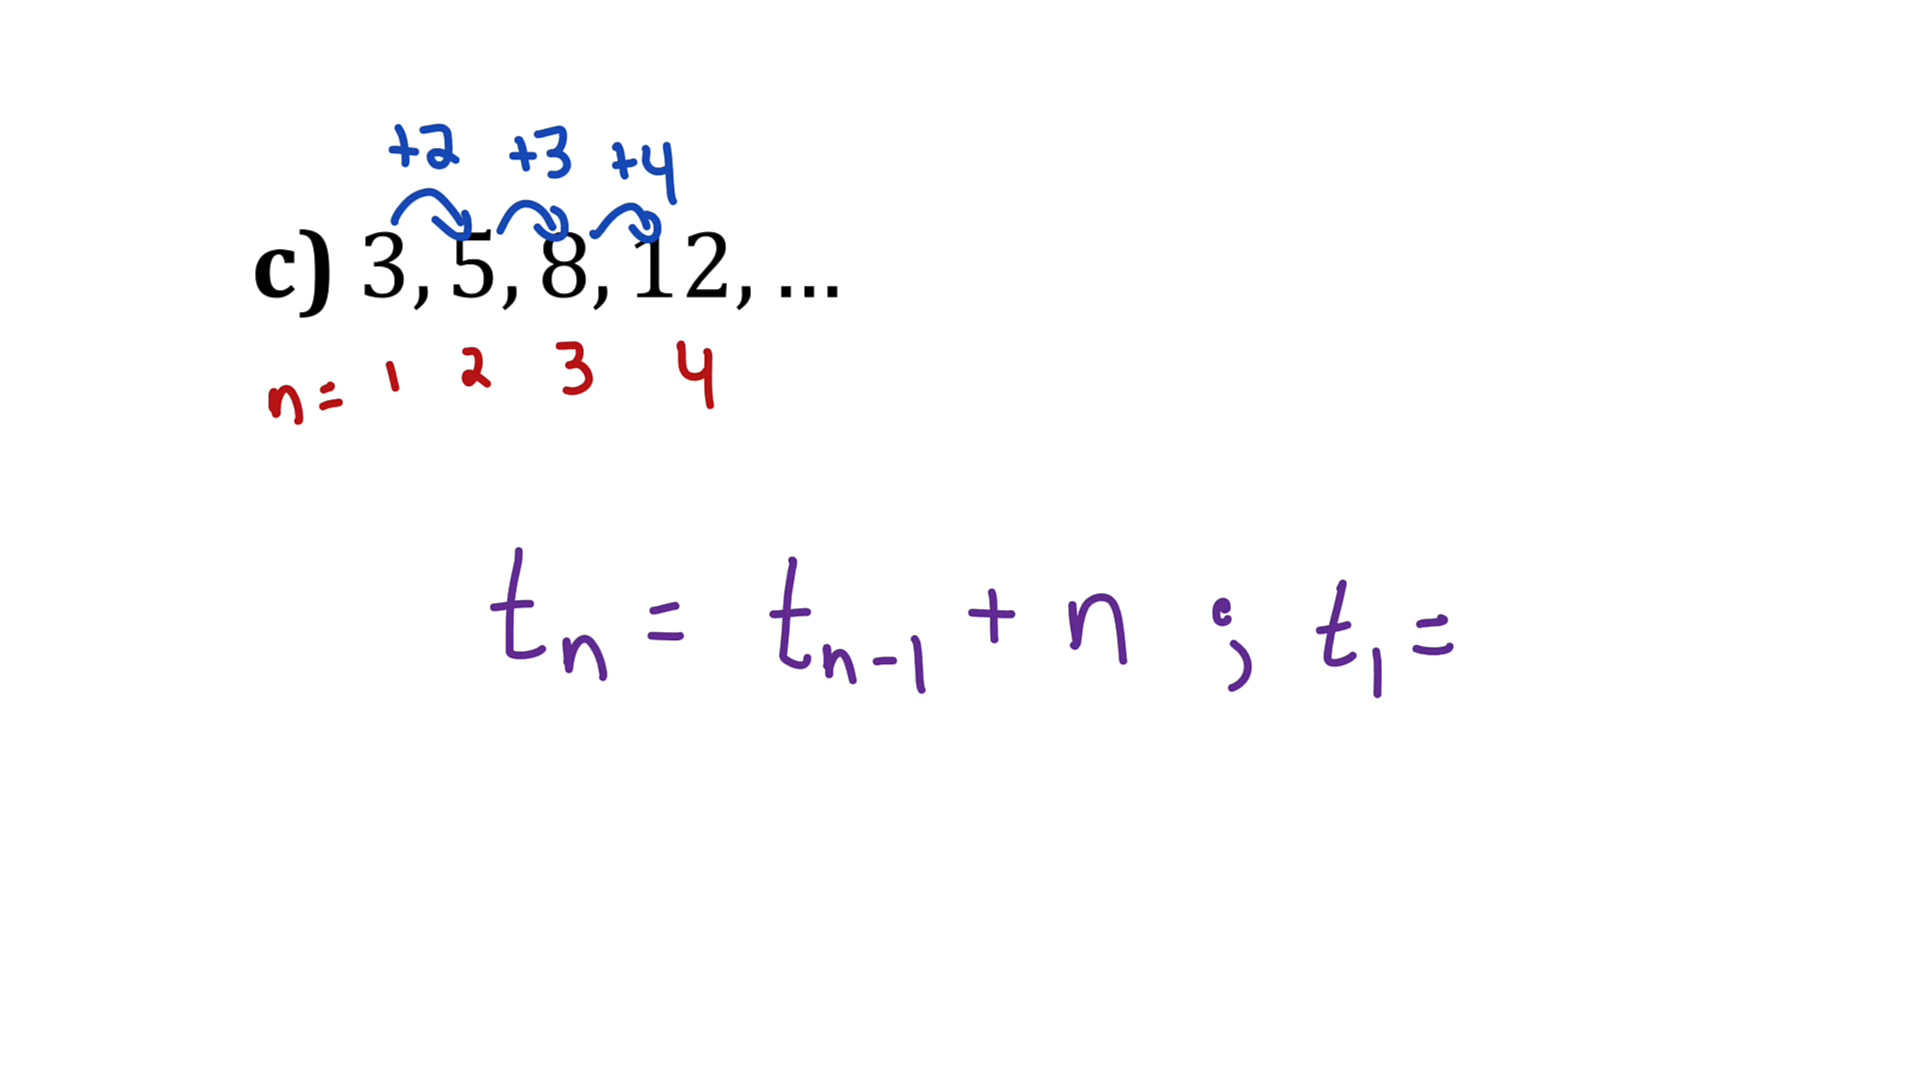 +2 +3 +4
c) 3, 5, 8, 12, ...
n = 1 2 3 4
tₙ = tₙ₋₁ + n ; t₁ =